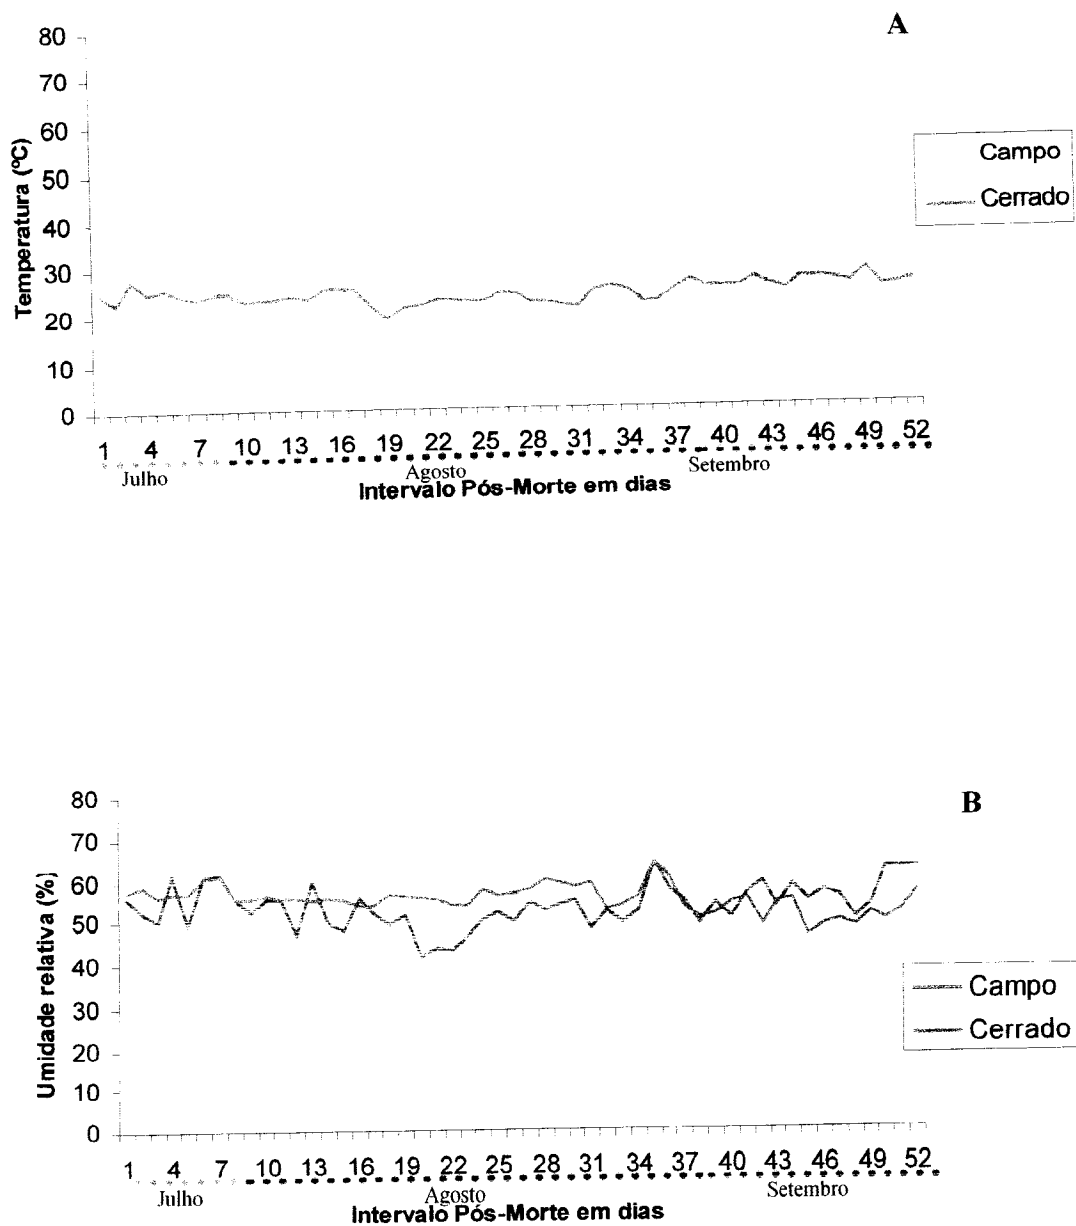 A
80
70
60
50
40
30
20
10
0
Temperatura (ºC)
Campo
Cerrado
1 4 7 10 13 16 19 22 25 28 31 34 37 40 43 46 49 52
Julho Agosto Setembro
Intervalo Pós-Morte em dias
B
80
70
60
50
40
30
20
10
0
Umidade relativa (%)
Campo
Cerrado
1 4 7 10 13 16 19 22 25 28 31 34 37 40 43 46 49 52
Julho Agosto Setembro
Intervalo Pós-Morte em dias